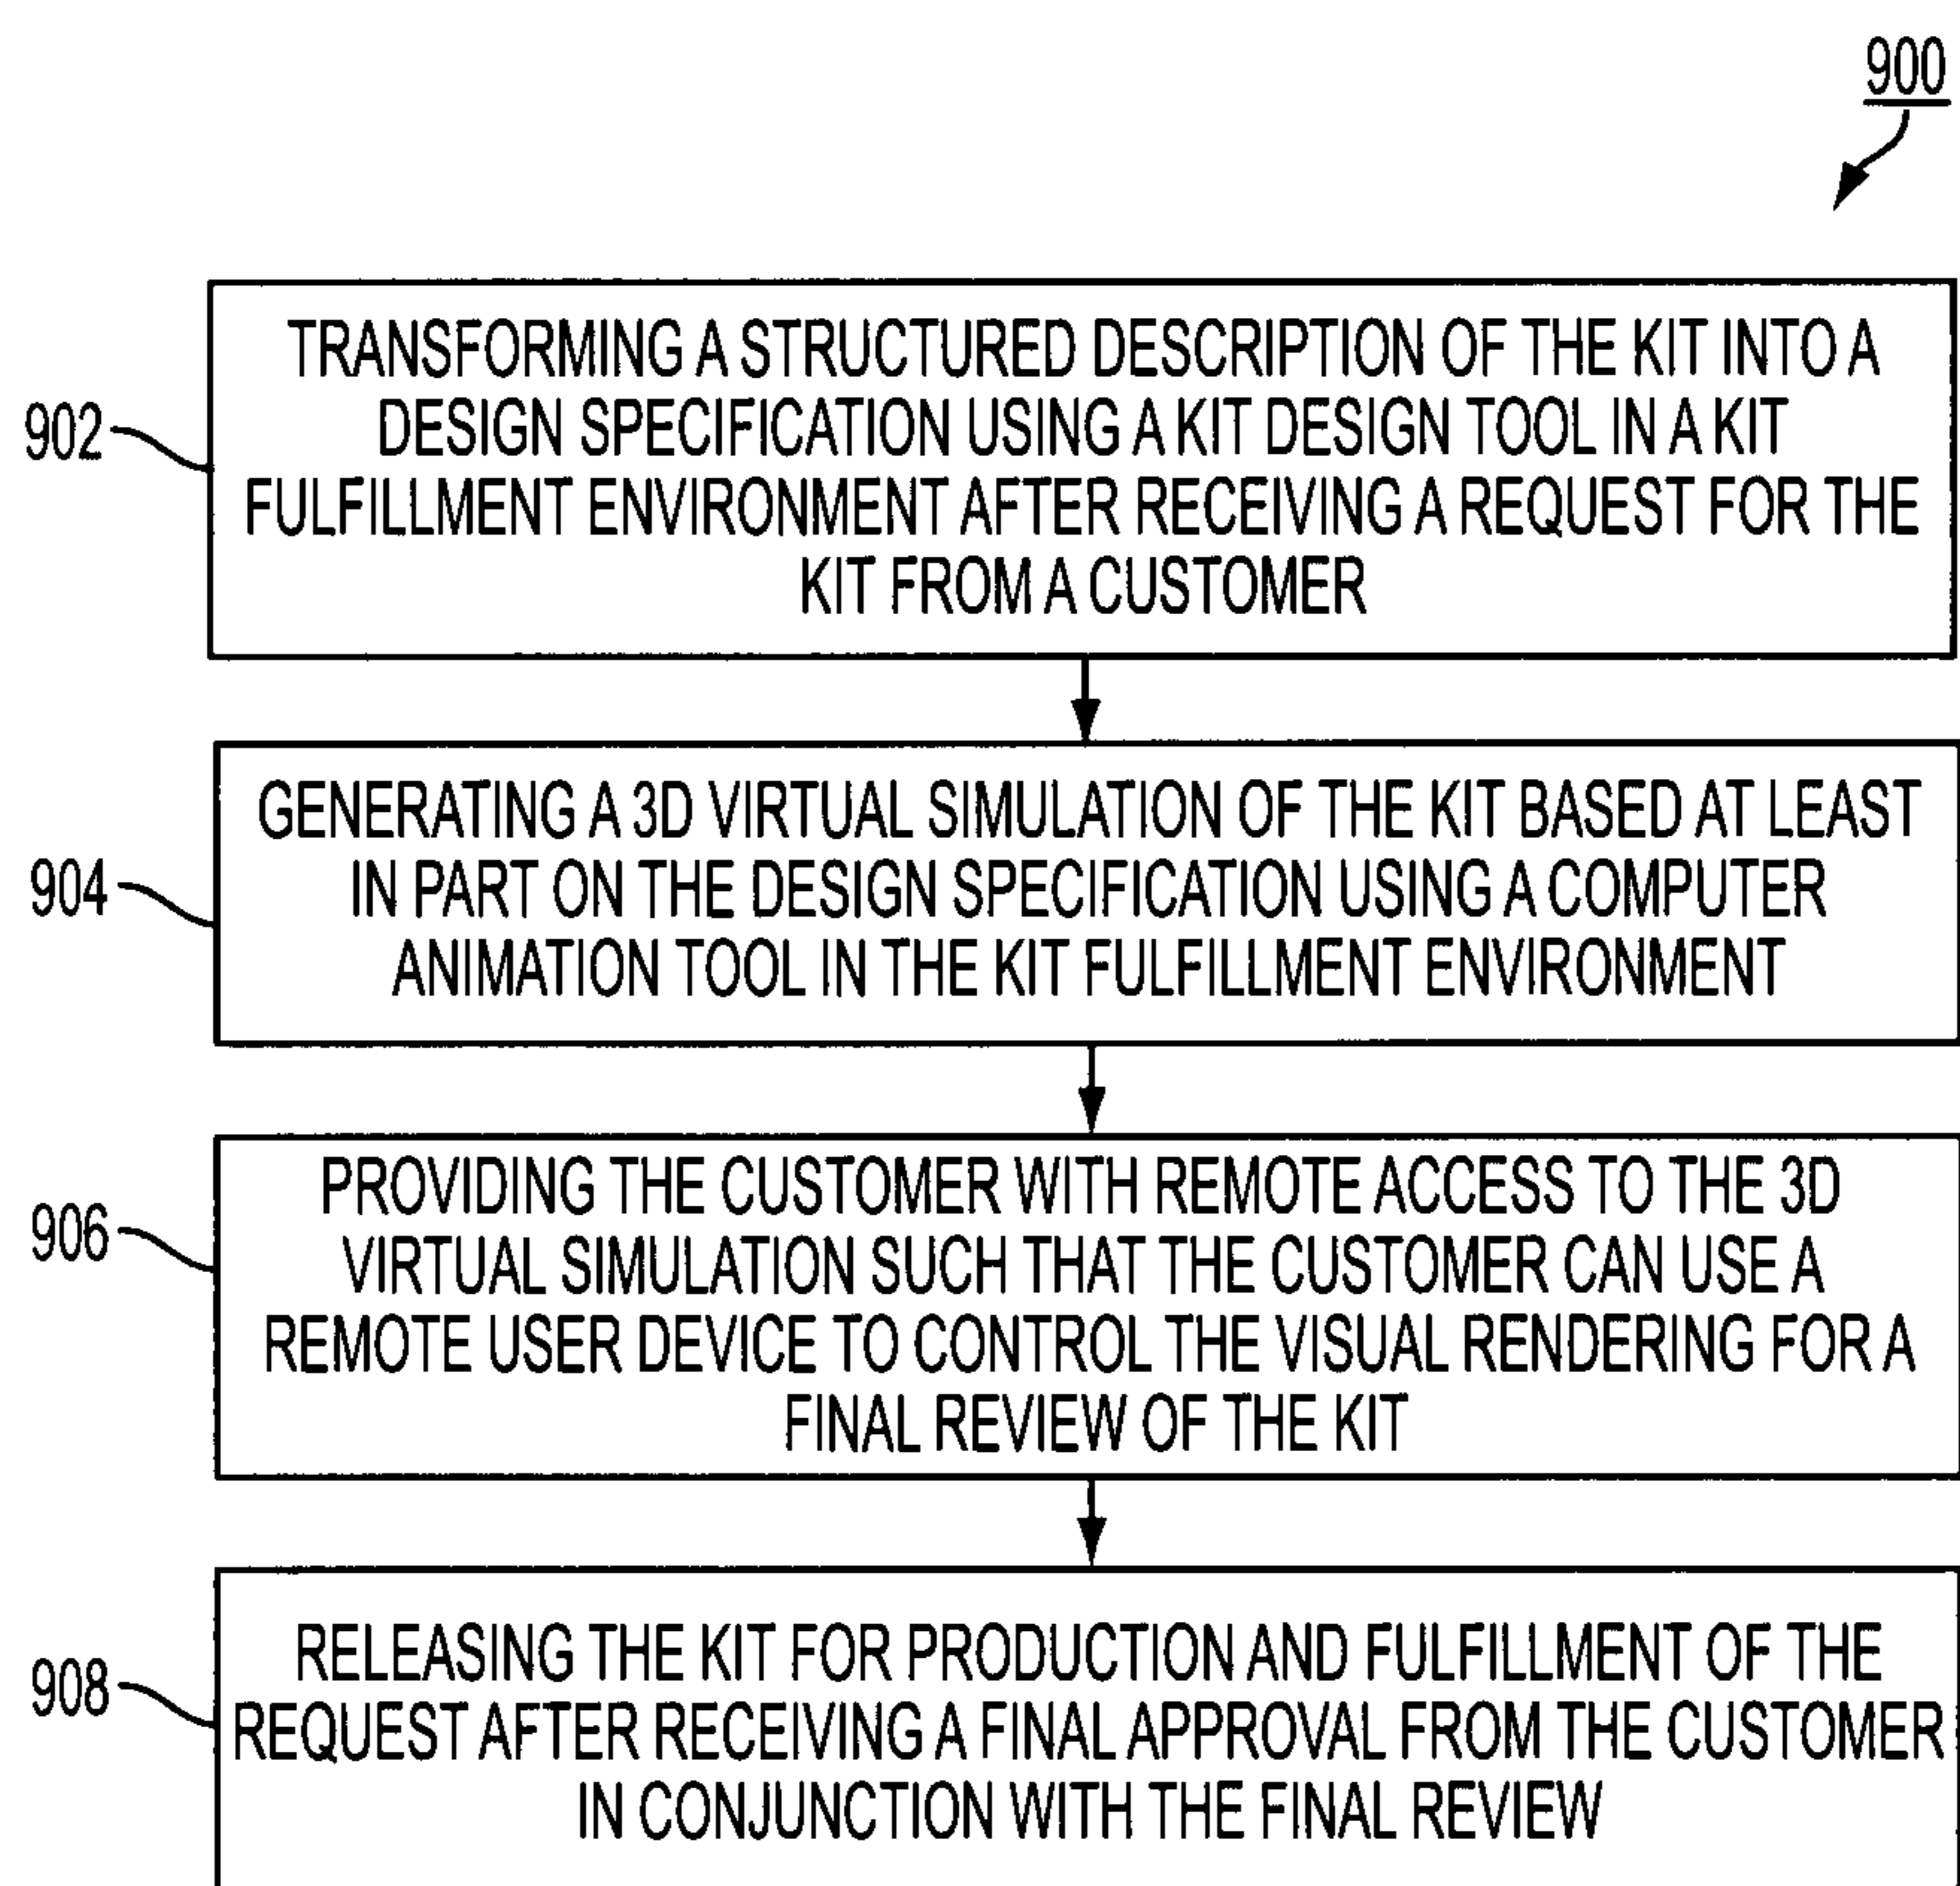 900
902
TRANSFORMING A STRUCTURED DESCRIPTION OF THE KIT INTO A
DESIGN SPECIFICATION USING A KIT DESIGN TOOL IN A KIT
FULFILLMENT ENVIRONMENT AFTER RECEIVING A REQUEST FOR THE
KIT FROM A CUSTOMER
904
GENERATING A 3D VIRTUAL SIMULATION OF THE KIT BASED AT LEAST
IN PART ON THE DESIGN SPECIFICATION USING A COMPUTER
ANIMATION TOOL IN THE KIT FULFILLMENT ENVIRONMENT
906
PROVIDING THE CUSTOMER WITH REMOTE ACCESS TO THE 3D
VIRTUAL SIMULATION SUCH THAT THE CUSTOMER CAN USE A
REMOTE USER DEVICE TO CONTROL THE VISUAL RENDERING FOR A
FINAL REVIEW OF THE KIT
908
RELEASING THE KIT FOR PRODUCTION AND FULFILLMENT OF THE
REQUEST AFTER RECEIVING A FINAL APPROVAL FROM THE CUSTOMER
IN CONJUNCTION WITH THE FINAL REVIEW